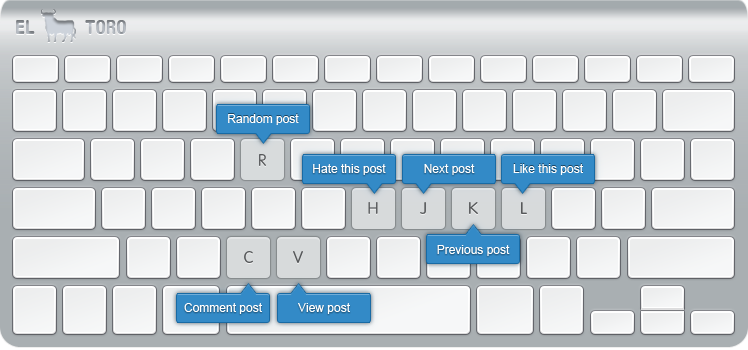 EL TORO
Random post
R
Hate this post
Next post
Like this post
H
J
K
L
Previous post
C
V
Comment post
View post